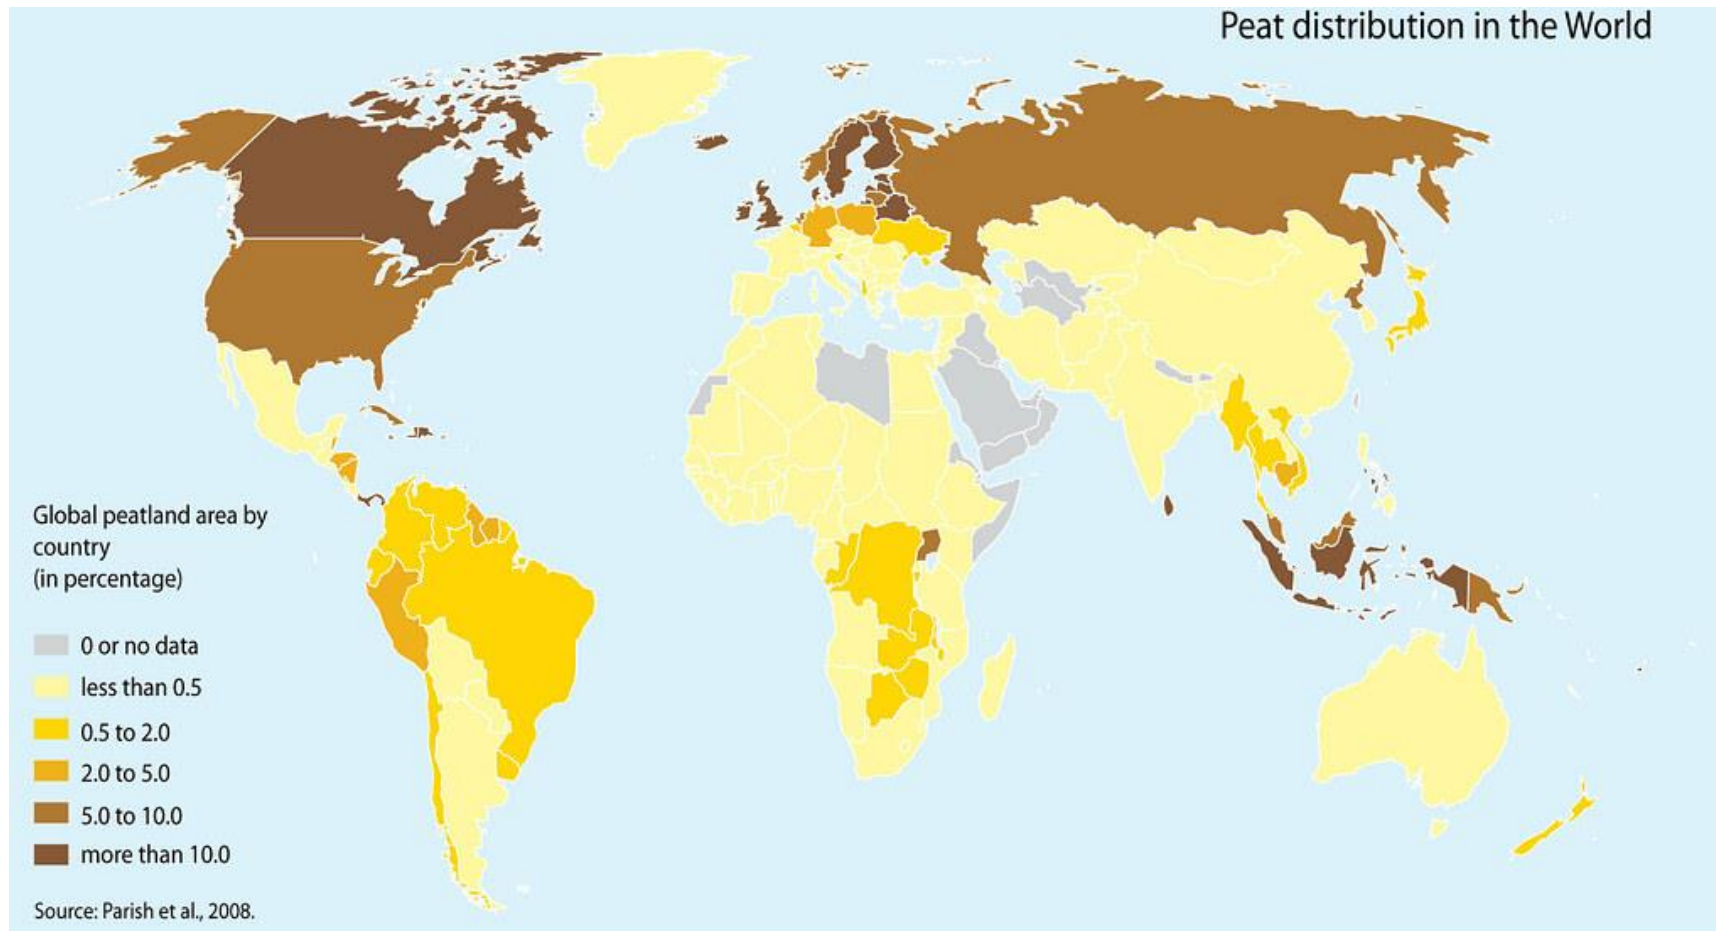 Peat distribution in the World
Global peatland area by
country
(in percentage)
0 or no data
less than 0.5
0.5 to 2.0
2.0 to 5.0
5.0 to 10.0
more than 10.0
Source: Parish et al., 2008.